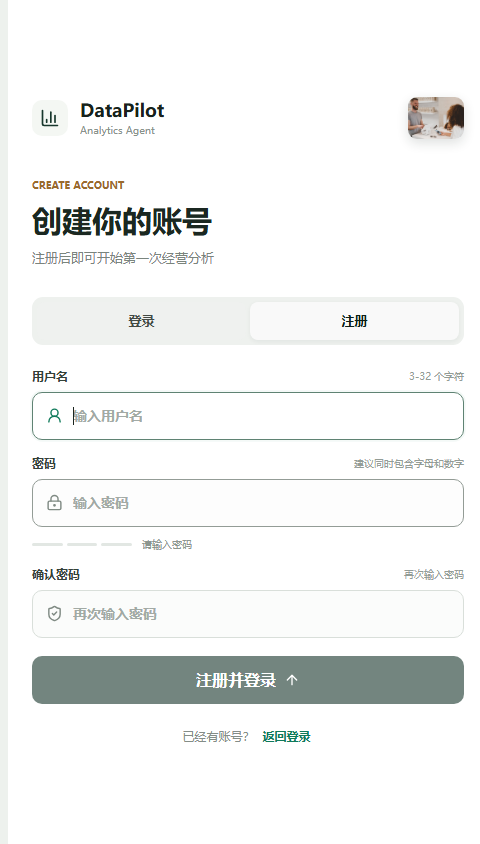 DataPilot
Analytics Agent
CREATE ACCOUNT
创建你的账号
注册后即可开始第一次经营分析
登录
注册
用户名
3-32 个字符
输入用户名
密码
建议同时包含字母和数字
输入密码
请输入密码
确认密码
再次输入密码
再次输入密码
注册并登录 ↑
已经有账号? 返回登录